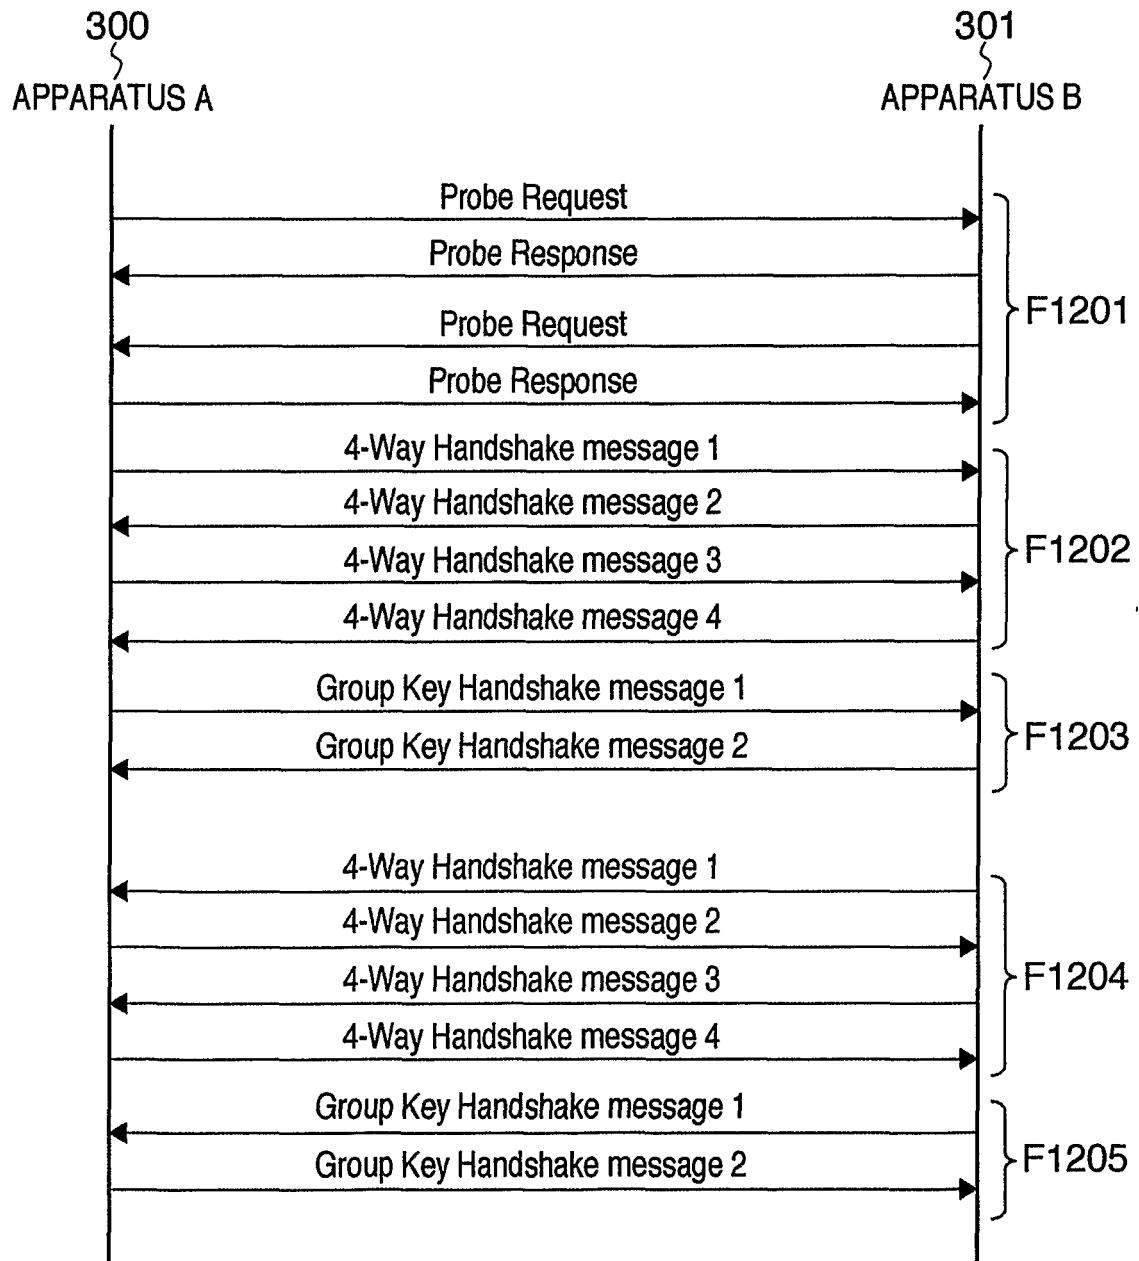 300
301
APPARATUS A
APPARATUS B
Probe Request
Probe Response
Probe Request
Probe Response
F1201
4-Way Handshake message 1
4-Way Handshake message 2
4-Way Handshake message 3
4-Way Handshake message 4
F1202
Group Key Handshake message 1
Group Key Handshake message 2
F1203
4-Way Handshake message 1
4-Way Handshake message 2
4-Way Handshake message 3
4-Way Handshake message 4
F1204
Group Key Handshake message 1
Group Key Handshake message 2
F1205